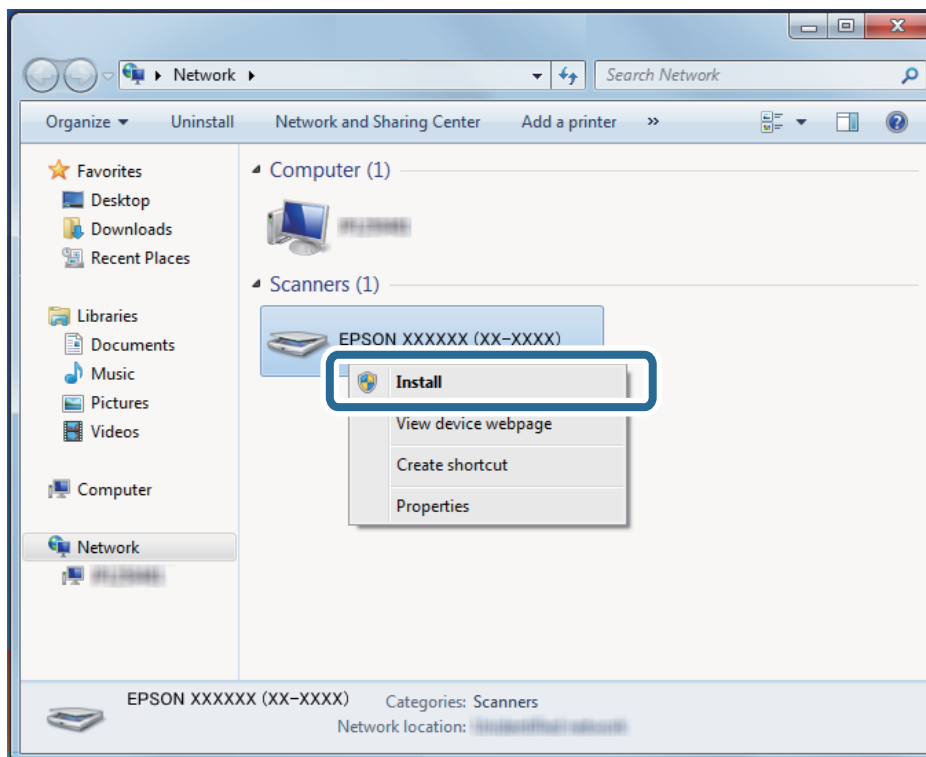 Network
Search Network
Organize Uninstall Network and Sharing Center Add a printer »
Favorites
Desktop
Downloads
Recent Places
Libraries
Documents
Music
Pictures
Videos
Computer
Network
Computer (1)
Scanners (1)
EPSON XXXXXX (XX-XXXX)
Install
View device webpage
Create shortcut
Properties
EPSON XXXXXX (XX-XXXX) Categories: Scanners
Network location: